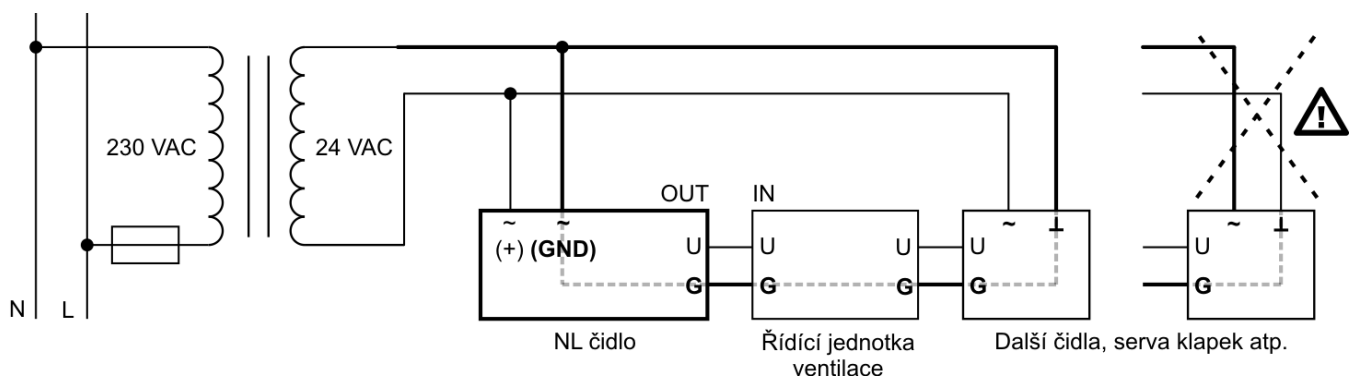 230 VAC
24 VAC
N
L
OUT
IN
~
~
(+) (GND)
U
G
U
G
U
G
~
⊥
U
G
~
⊥
U
G
!
NL čidlo
Řídící jednotka
ventilace
Další čidla, serva klapek atp.